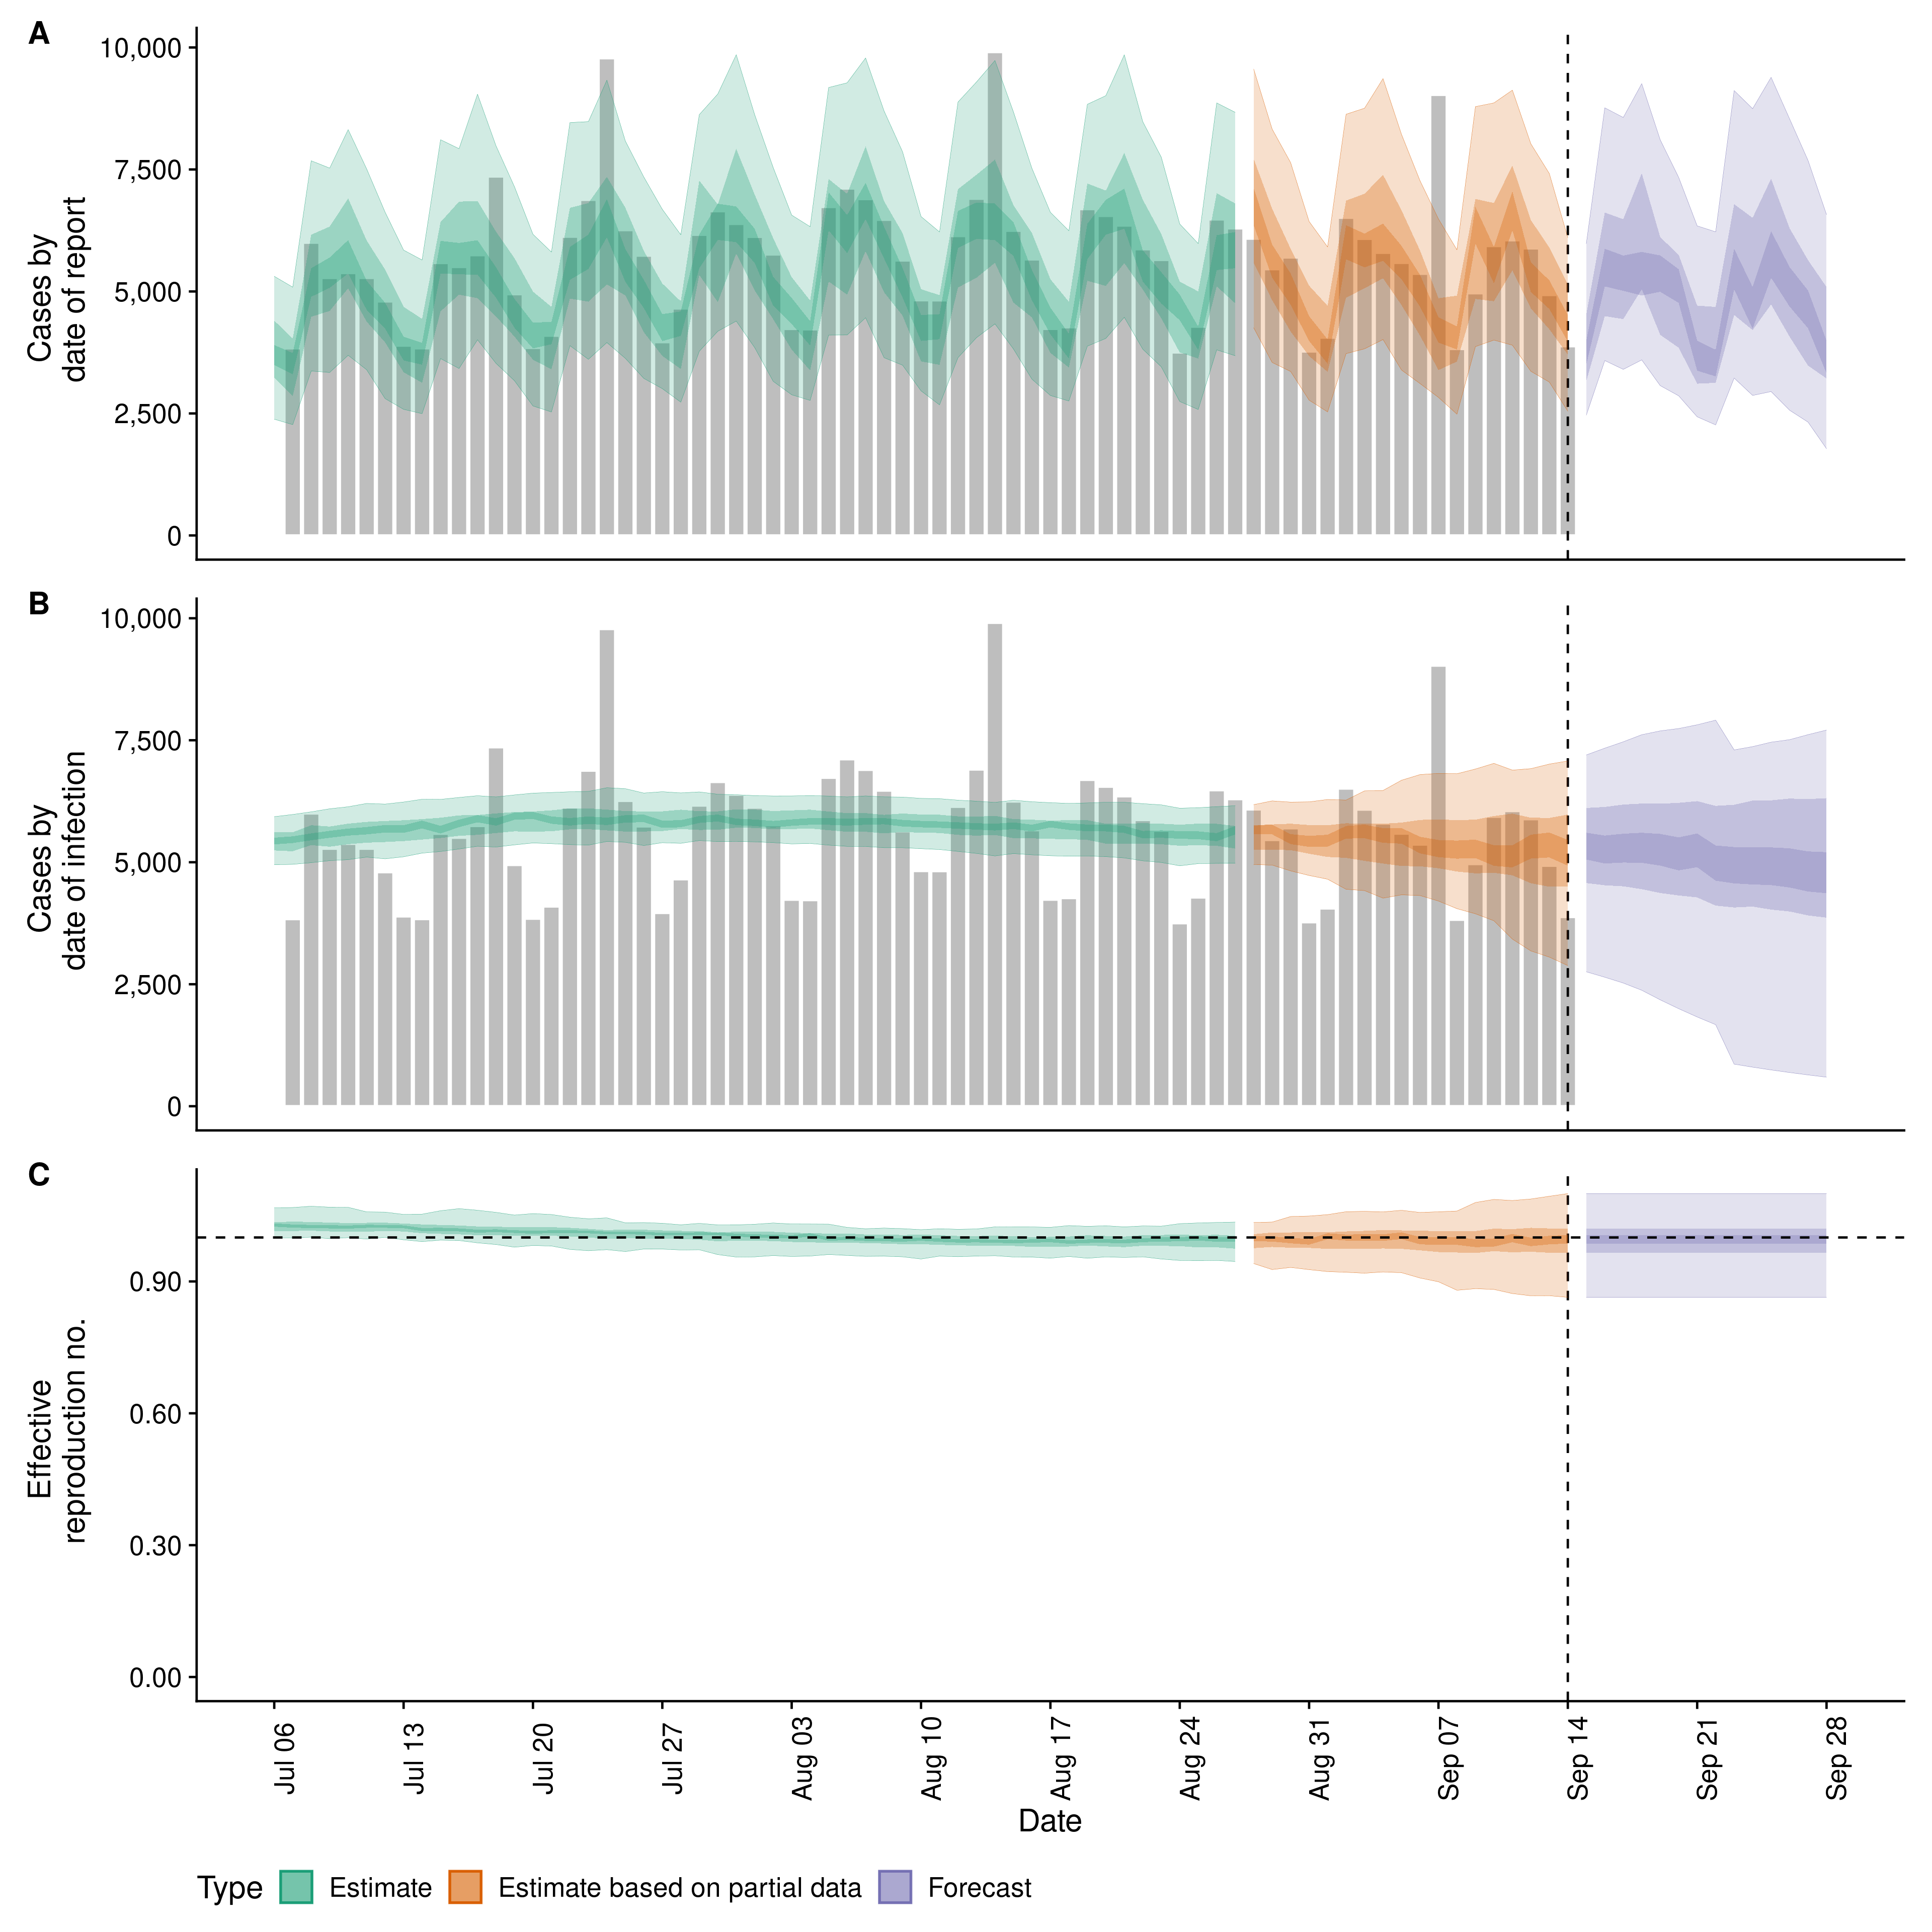 A
Cases by
date of report
10,000
7,500
5,000
2,500
0
B
Cases by
date of infection
10,000
7,500
5,000
2,500
0
C
Effective
reproduction no.
0.90
0.60
0.30
0.00
Jul 06
Jul 13
Jul 20
Jul 27
Aug 03
Aug 10
Aug 17
Aug 24
Aug 31
Sep 07
Sep 14
Sep 21
Sep 28
Date
Type Estimate Estimate based on partial data Forecast